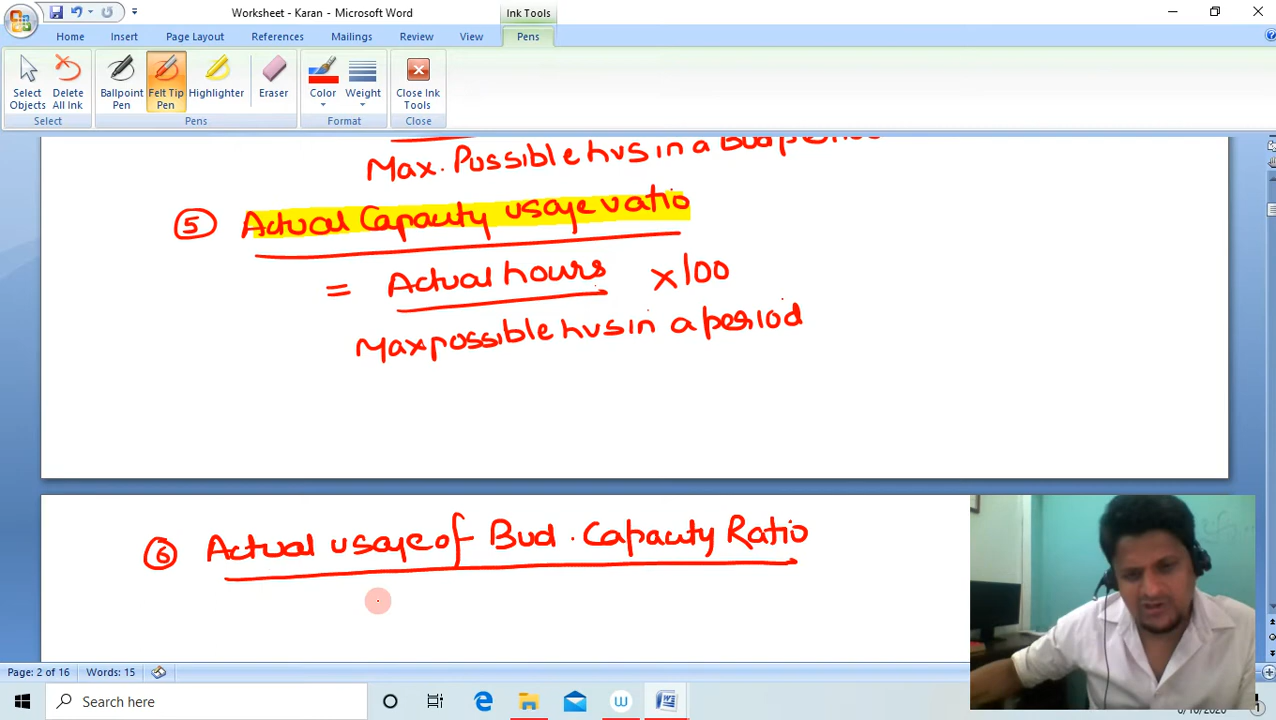 Worksheet - Karan - Microsoft Word
Ink Tools
Home Insert Page Layout References Mailings Review View Pens
Select Objects
Delete All Ink
Ballpoint Pen
Felt Tip Pen
Highlighter
Eraser
Color
Weight
Close Ink Tools
Select Pens Format Close
Max. Possible hrs in a Bud period
5 Actual Capacity usage ratio
= Actual hours x100
Max possible hrs in a period
6 Actual usage of Bud. Capacity Ratio
Page: 2 of 16 Words: 15
Search here